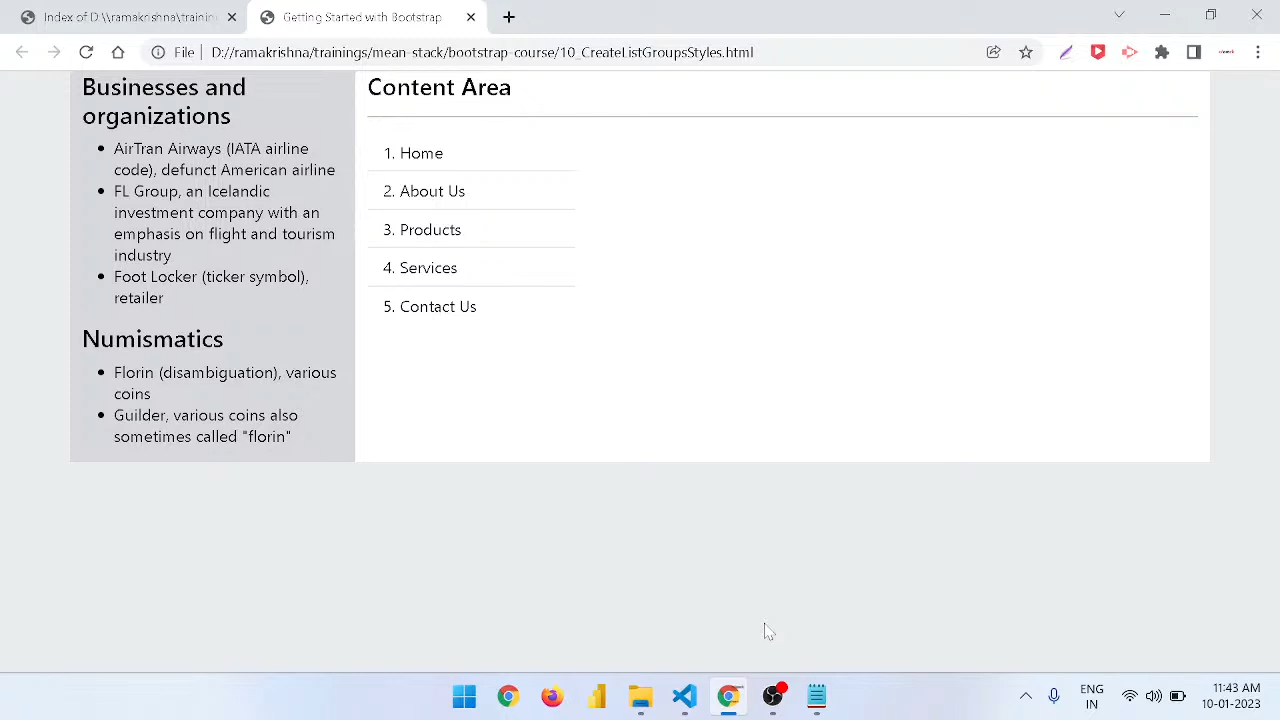 Index of D:\\ramakrishna\trainin
Getting Started with Bootstrap
File D://ramakrishna/trainings/mean-stack/bootstrap-course/10_CreateListGroupsStyles.html
Businesses and
organizations
• AirTran Airways (IATA airline
code), defunct American airline
• FL Group, an Icelandic
investment company with an
emphasis on flight and tourism
industry
• Foot Locker (ticker symbol),
retailer
Numismatics
• Florin (disambiguation), various
coins
• Guilder, various coins also
sometimes called "florin"
Content Area
1. Home
2. About Us
3. Products
4. Services
5. Contact Us
ENG
IN
11:43 AM
10-01-2023